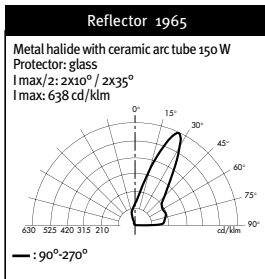 Reflector 1965
Metal halide with ceramic arc tube 150 W
Protector: glass
I max/2: 2x10° / 2x35°
I max: 638 cd/klm
0°
15°
30°
45°
60°
75°
90°
630 525 420 315 210 cd/klm
: 90°-270°